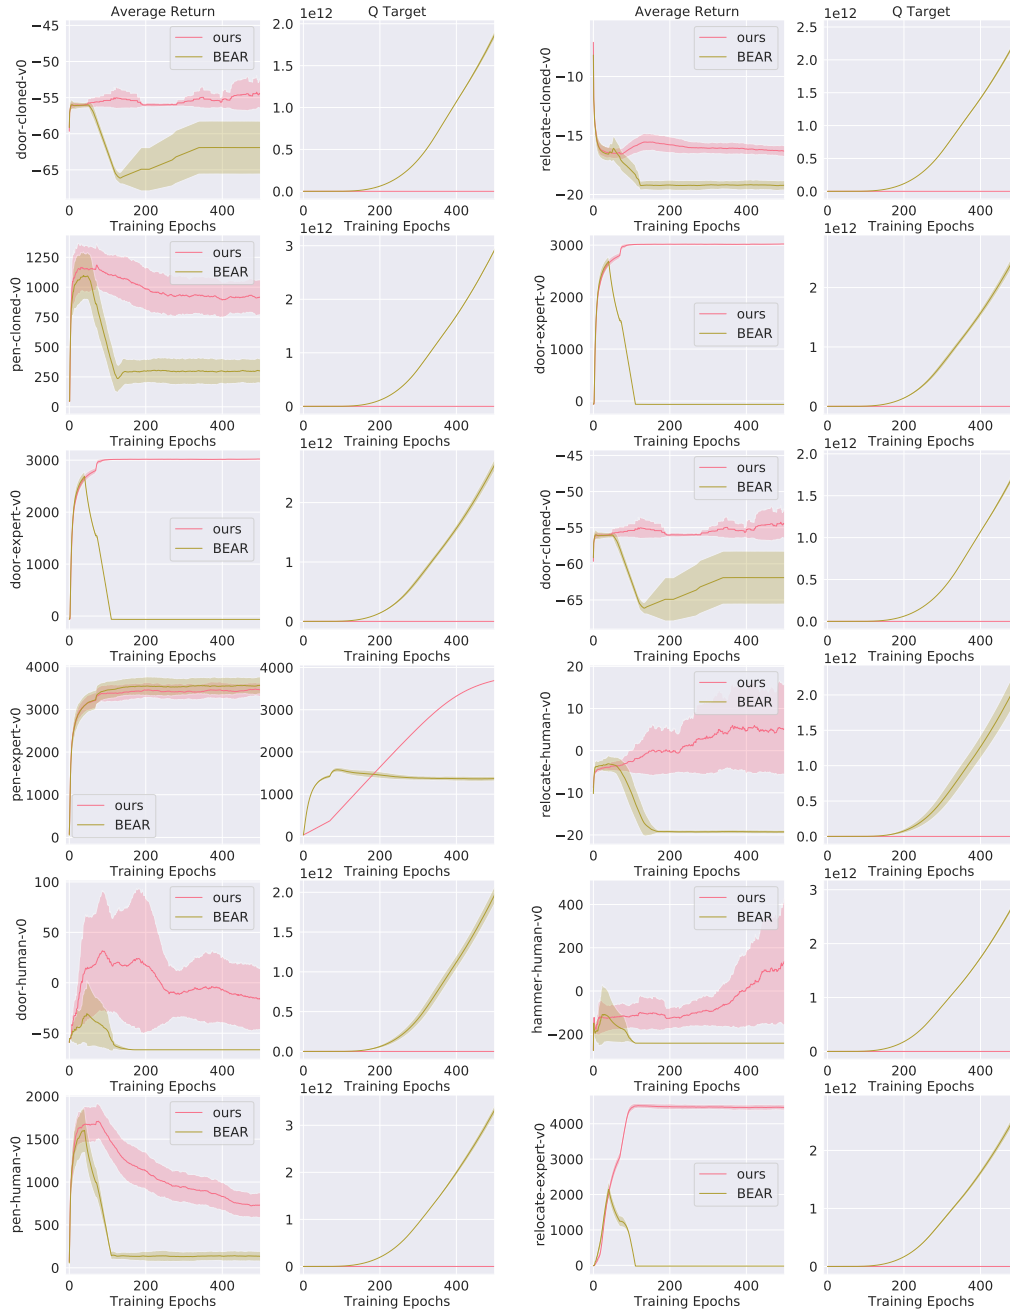 Average Return
Q Target
Average Return
Q Target
door-cloned-v0
−45
−50
−55
−60
−65
ours
BEAR
0
200
400
Training Epochs
1e12
2.0
1.5
1.0
0.5
0.0
0
200
400
Training Epochs
relocate-cloned-v0
−10
−15
−20
ours
BEAR
0
200
400
Training Epochs
1e12
2.5
2.0
1.5
1.0
0.5
0.0
0
200
400
Training Epochs
pen-cloned-v0
1250
1000
750
500
250
0
ours
BEAR
0
200
400
Training Epochs
1e12
3
2
1
0
0
200
400
Training Epochs
door-expert-v0
3000
2000
1000
0
ours
BEAR
0
200
400
Training Epochs
1e12
2
1
0
0
200
400
Training Epochs
door-expert-v0
3000
2000
1000
0
ours
BEAR
0
200
400
Training Epochs
1e12
2
1
0
0
200
400
Training Epochs
door-cloned-v0
−45
−50
−55
−60
−65
ours
BEAR
0
200
400
Training Epochs
1e12
2.0
1.5
1.0
0.5
0.0
0
200
400
Training Epochs
pen-expert-v0
4000
3000
2000
1000
0
ours
BEAR
0
200
400
Training Epochs
4000
3000
2000
1000
0
0
200
400
Training Epochs
relocate-human-v0
20
10
0
−10
−20
ours
BEAR
0
200
400
Training Epochs
1e12
2.0
1.5
1.0
0.5
0.0
0
200
400
Training Epochs
door-human-v0
100
50
0
−50
ours
BEAR
0
200
400
Training Epochs
1e12
2.0
1.5
1.0
0.5
0.0
0
200
400
Training Epochs
hammer-human-v0
400
200
0
−200
ours
BEAR
0
200
400
Training Epochs
1e12
3
2
1
0
0
200
400
Training Epochs
pen-human-v0
2000
1500
1000
500
0
ours
BEAR
0
200
400
Training Epochs
1e12
3
2
1
0
0
200
400
Training Epochs
relocate-expert-v0
4000
3000
2000
1000
0
ours
BEAR
0
200
400
Training Epochs
1e12
2
1
0
0
200
400
Training Epochs